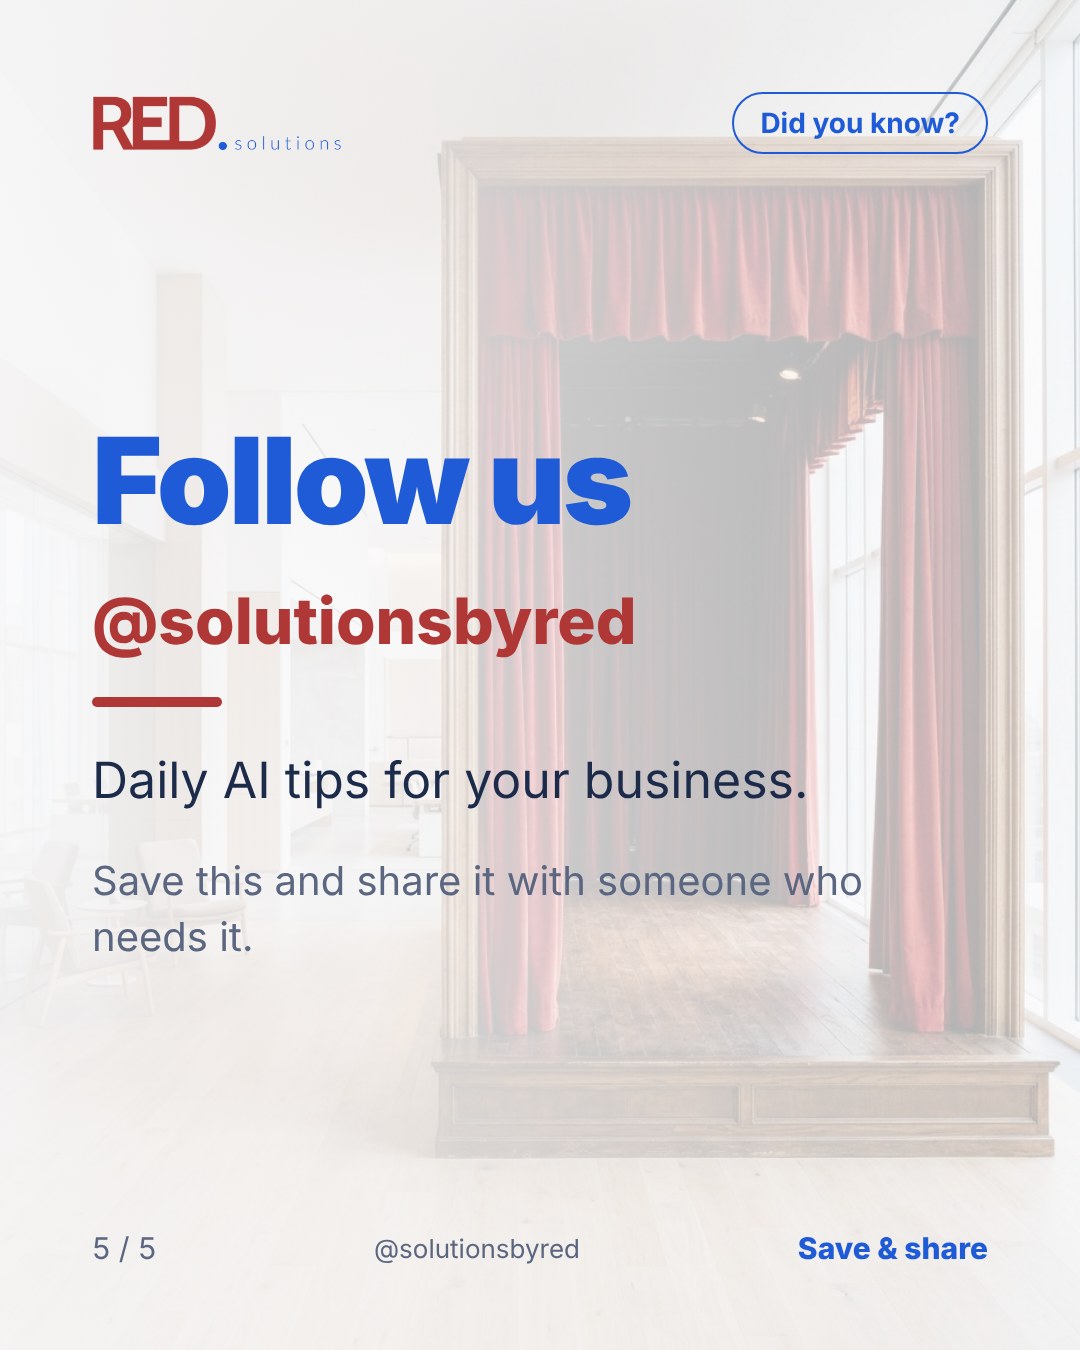 RED.solutions
Did you know?
Follow us
@solutionsbyred
Daily AI tips for your business.
Save this and share it with someone who
needs it.
5 / 5
@solutionsbyred
Save & share